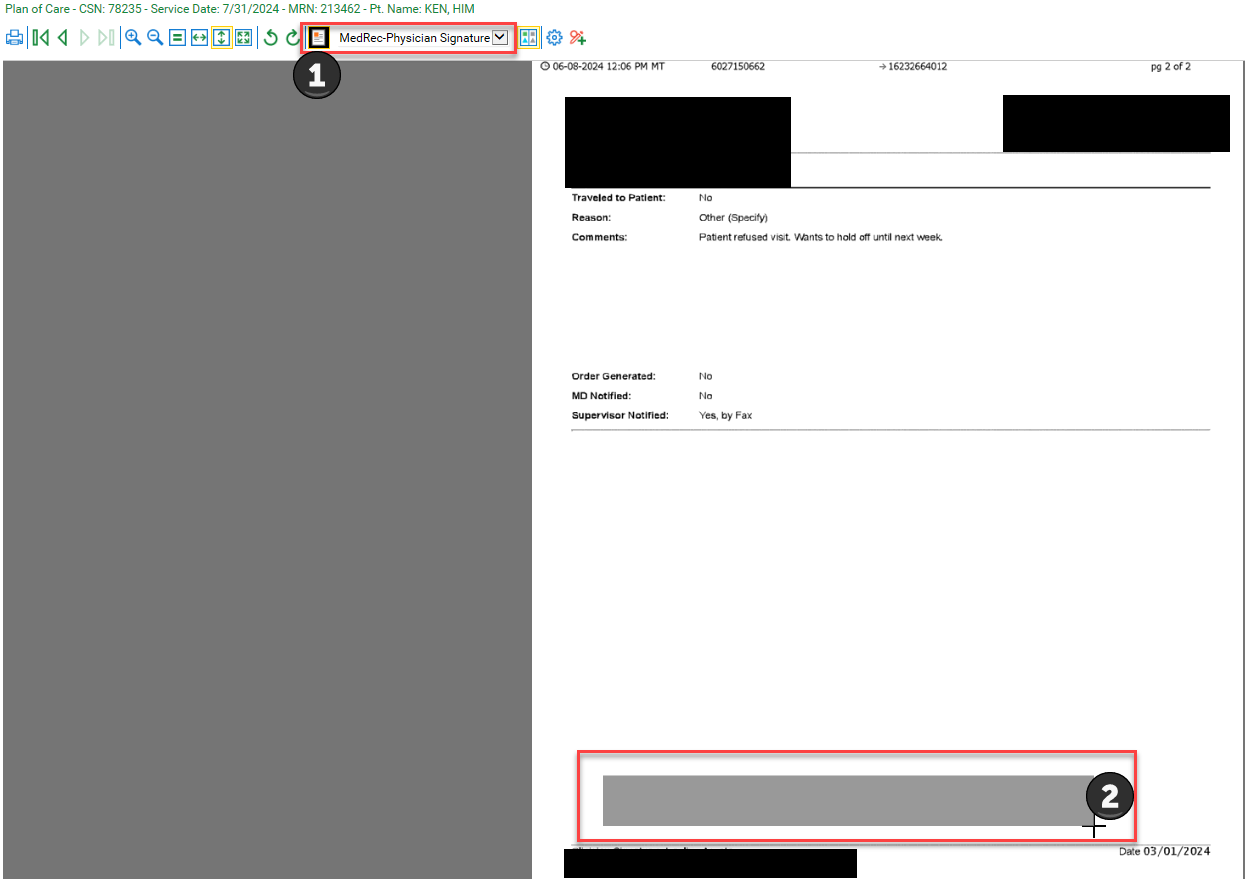 Plan of Care - CSN: 78235 - Service Date: 7/31/2024 - MRN: 213462 - Pt. Name: KEN, HIM
MedRec-Physician Signature
1
06-08-2024 12:06 PM MT 6027150662 →16232664012 pg 2 of 2
Traveled to Patient: No
Reason: Other (Specify)
Comments: Patient refused visit. Wants to hold off until next week.
Order Generated: No
MD Notified: No
Supervisor Notified: Yes, by Fax
2
Date 03/01/2024